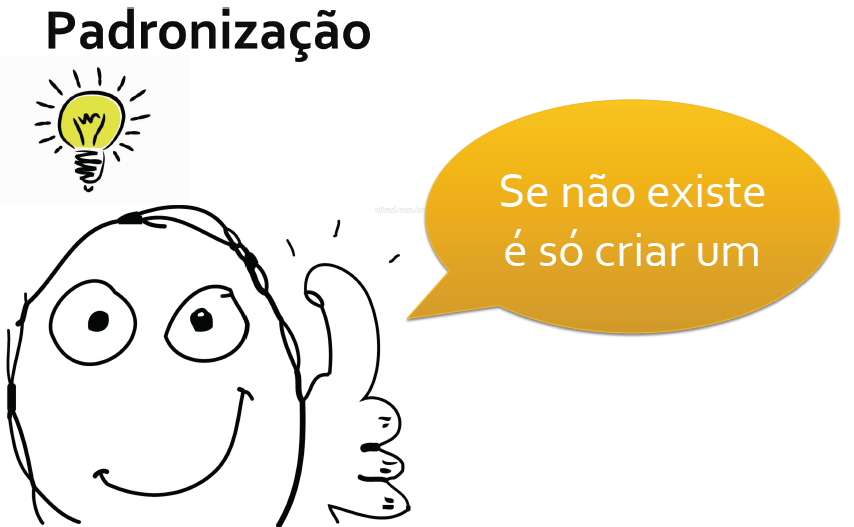 Padronização
Se não existe
é só criar um